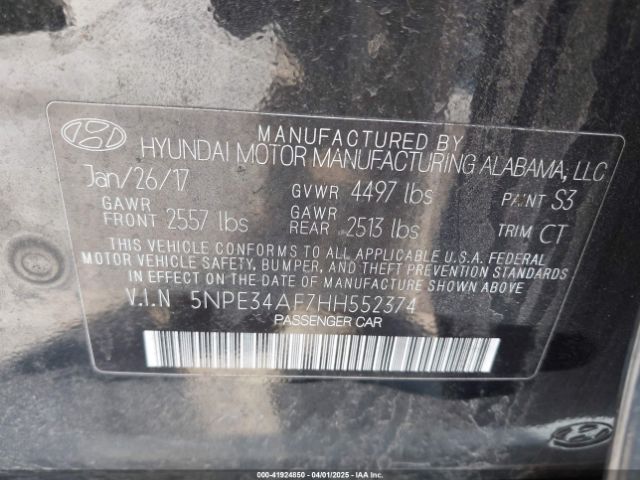 MANUFACTURED BY
HYUNDAI MOTOR MANUFACTURING ALABAMA, LLC
Jan/26/17 GVWR 4497 lbs PAINT S3
GAWR FRONT 2557 lbs GAWR REAR 2513 lbs TRIM CT
THIS VEHICLE CONFORMS TO ALL APPLICABLE U.S.A. FEDERAL
MOTOR VEHICLE SAFETY, BUMPER, AND THEFT PREVENTION STANDARDS
IN EFFECT ON THE DATE OF MANUFACTURE SHOWN ABOVE.
V.I.N 5NPE34AF7HH552374
PASSENGER CAR
000-41924850 - 04/01/2025 - IAA Inc.